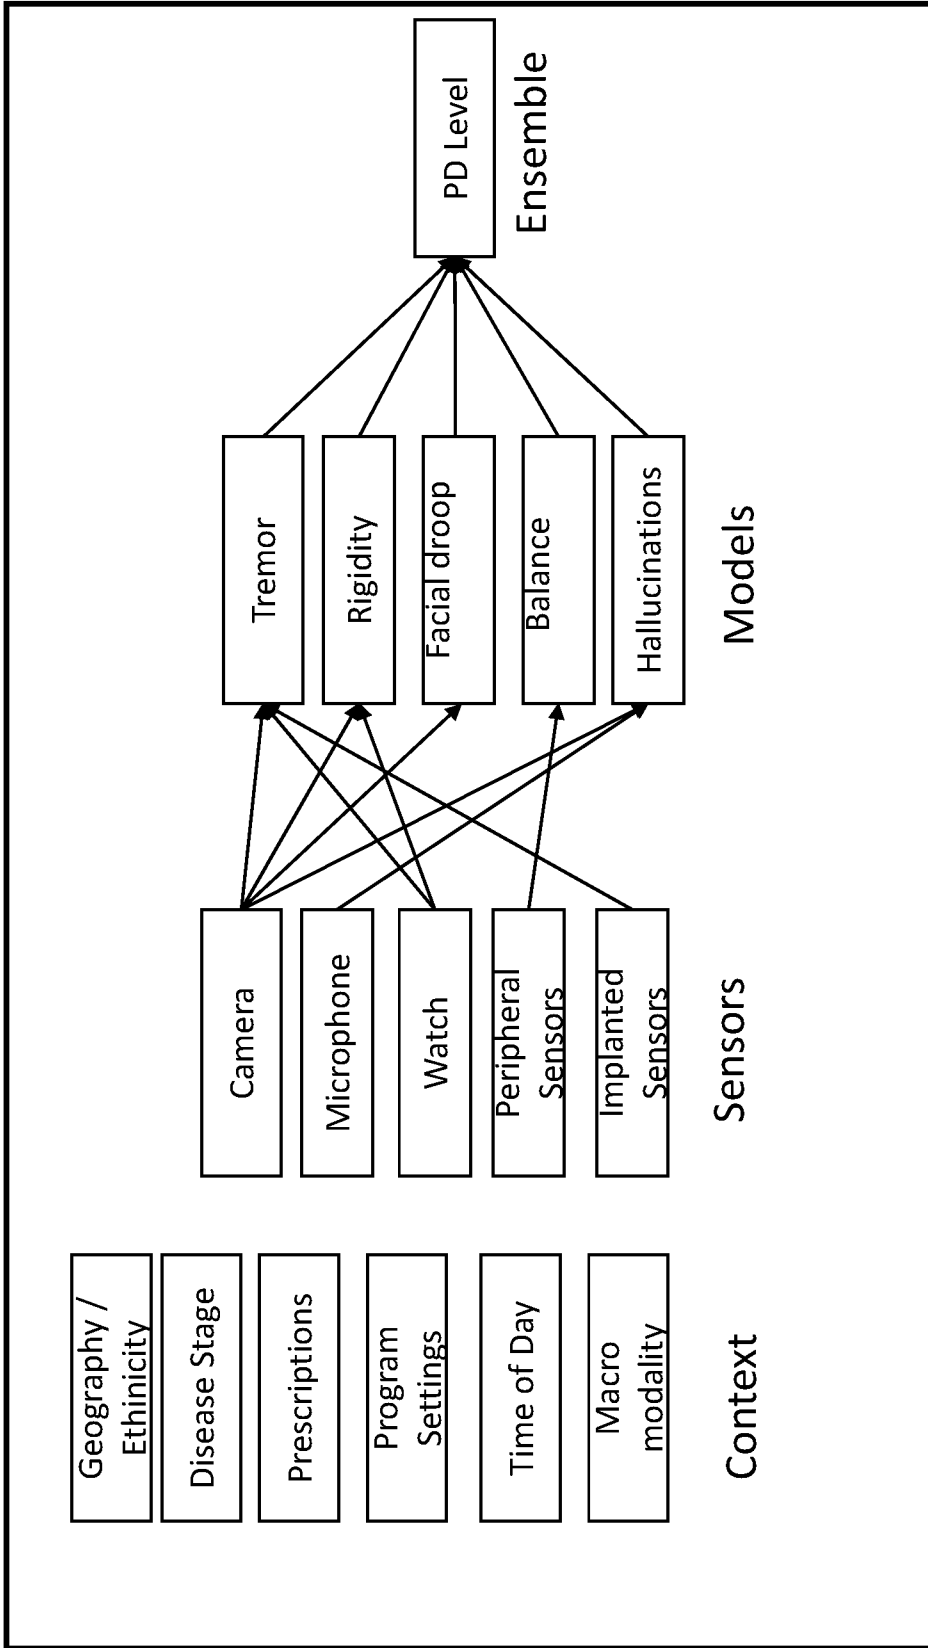 Geography /
Ethinicity
Disease Stage
Prescriptions
Program
Settings
Time of Day
Macro
modality
Context
Camera
Microphone
Watch
Peripheral
Sensors
Implanted
Sensors
Sensors
Tremor
Rigidity
Facial droop
Balance
Hallucinations
Models
PD Level
Ensemble